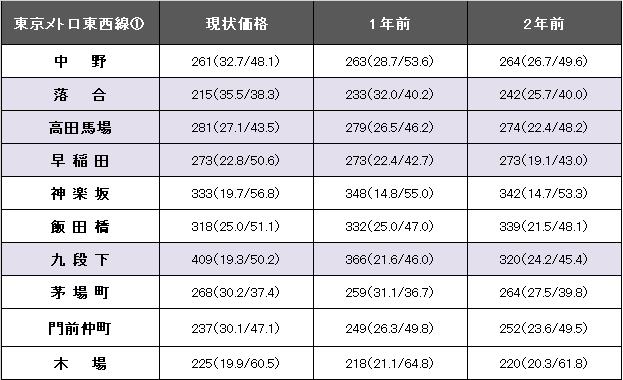 東京メトロ東西線① 現状価格 1年前 2年前
中 野 261(32.7/48.1) 263(28.7/53.6) 264(26.7/49.6)
落 合 215(35.5/38.3) 233(32.0/40.2) 242(25.7/40.0)
高田馬場 281(27.1/43.5) 279(26.5/46.2) 274(22.4/48.2)
早稲田 273(22.8/50.6) 273(22.4/42.7) 273(19.1/43.0)
神楽坂 333(19.7/56.8) 348(14.8/55.0) 342(14.7/53.3)
飯田橋 318(25.0/51.1) 332(25.0/47.0) 339(21.5/48.1)
九段下 409(19.3/50.2) 366(21.6/46.0) 320(24.2/45.4)
茅場町 268(30.2/37.4) 259(31.1/36.7) 264(27.5/39.8)
門前仲町 237(30.1/47.1) 249(26.3/49.8) 252(23.6/49.5)
木 場 225(19.9/60.5) 218(21.1/64.8) 220(20.3/61.8)